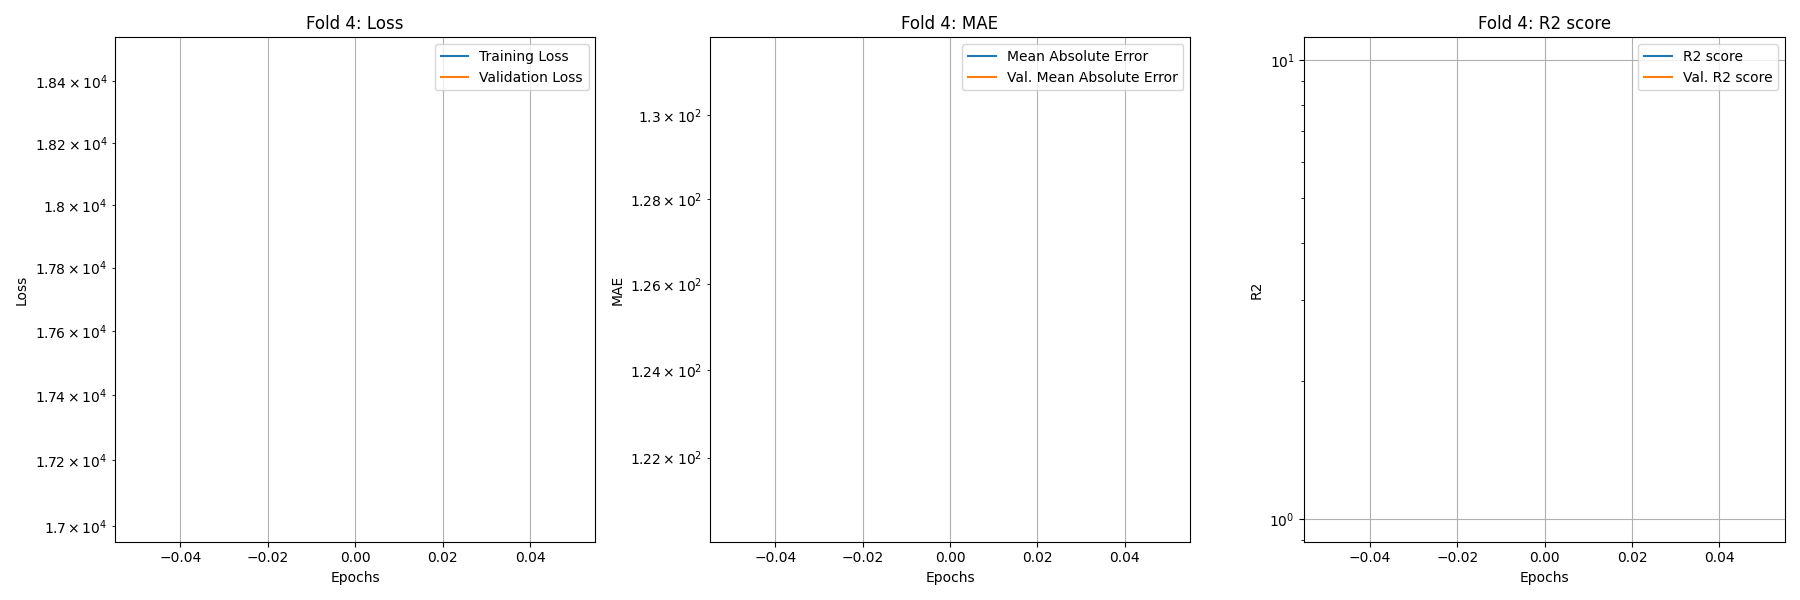 Fold 4: Loss
Training Loss
Validation Loss
1.84 × 10⁴
1.82 × 10⁴
1.8 × 10⁴
1.78 × 10⁴
1.76 × 10⁴
1.74 × 10⁴
1.72 × 10⁴
1.7 × 10⁴
Loss
−0.04 −0.02 0.00 0.02 0.04
Epochs
Fold 4: MAE
Mean Absolute Error
Val. Mean Absolute Error
1.3 × 10²
1.28 × 10²
1.26 × 10²
1.24 × 10²
1.22 × 10²
MAE
−0.04 −0.02 0.00 0.02 0.04
Epochs
Fold 4: R2 score
R2 score
Val. R2 score
10¹
10⁰
R2
−0.04 −0.02 0.00 0.02 0.04
Epochs